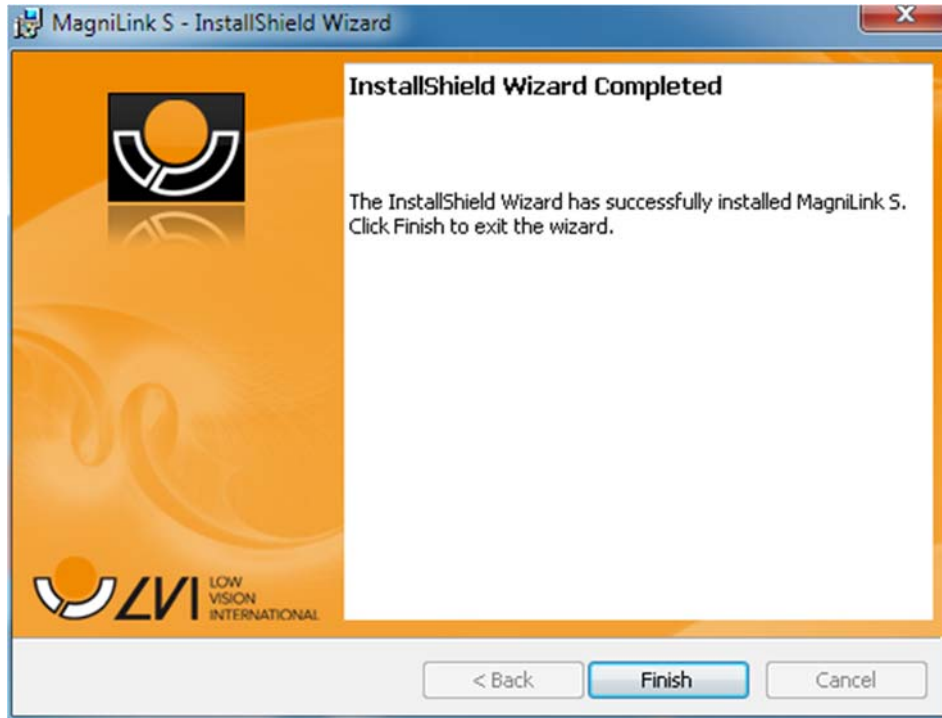 MagniLink S - InstallShield Wizard
InstallShield Wizard Completed
The InstallShield Wizard has successfully installed MagniLink S.
Click Finish to exit the wizard.
LVI
LOW
VISION
INTERNATIONAL
< Back
Finish
Cancel